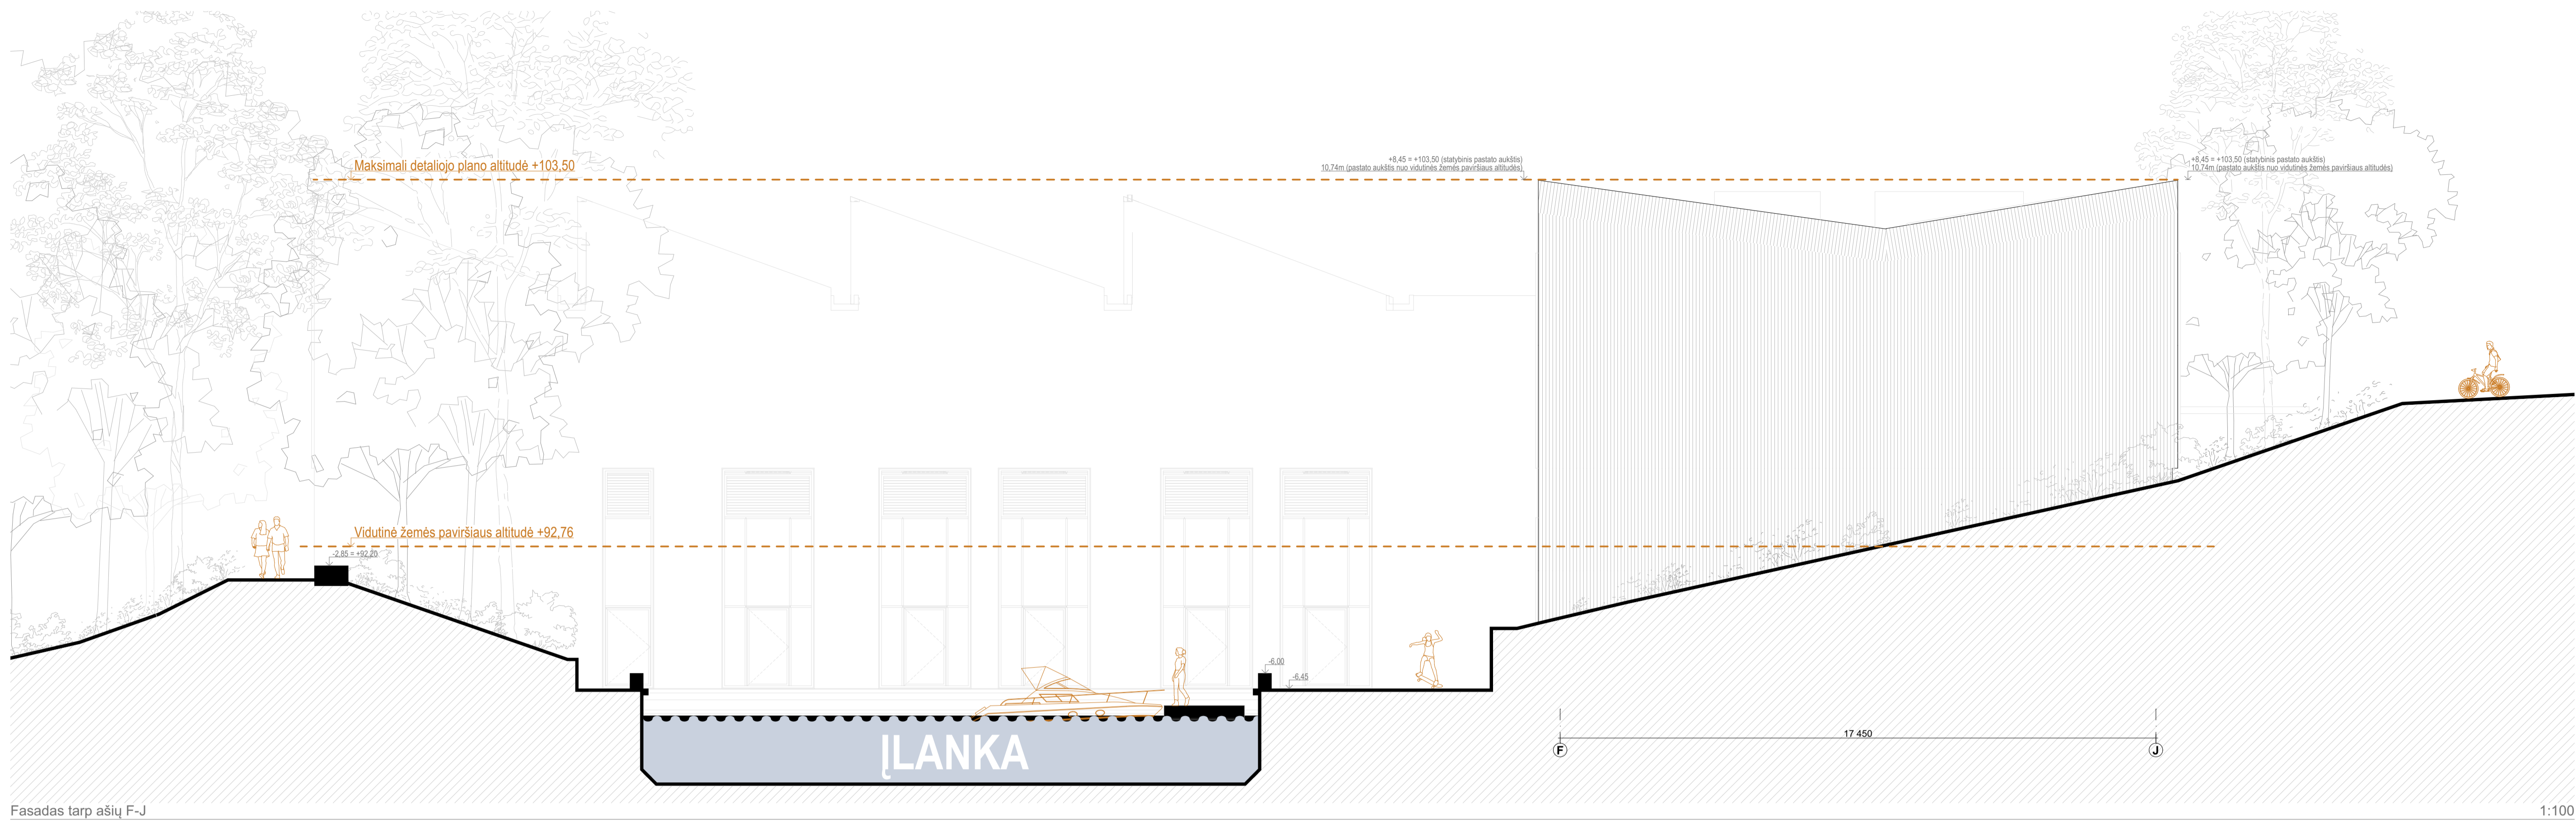 Maksimali detaliojo plano altitudė +103,50
+8,45 = +103,50 (statybinis pastato aukštis)
10,74m (pastato aukštis nuo vidutinės žemės paviršiaus altitudės)
+8,45 = +103,50 (statybinis pastato aukštis)
10,74m (pastato aukštis nuo vidutinės žemės paviršiaus altitudės)
Vidutinė žemės paviršiaus altitudė +92,76
-2,85 = +92,20
-6.00
-6.45
ĮLANKA
17 450
F
J
Fasadas tarp ašių F-J
1:100